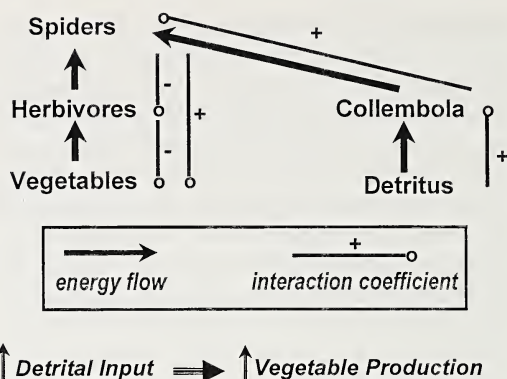 Spiders
+
-
Herbivores
+
Collembola
-
+
Vegetables
Detritus
+
energy flow
interaction coefficient
Detrital Input
Vegetable Production